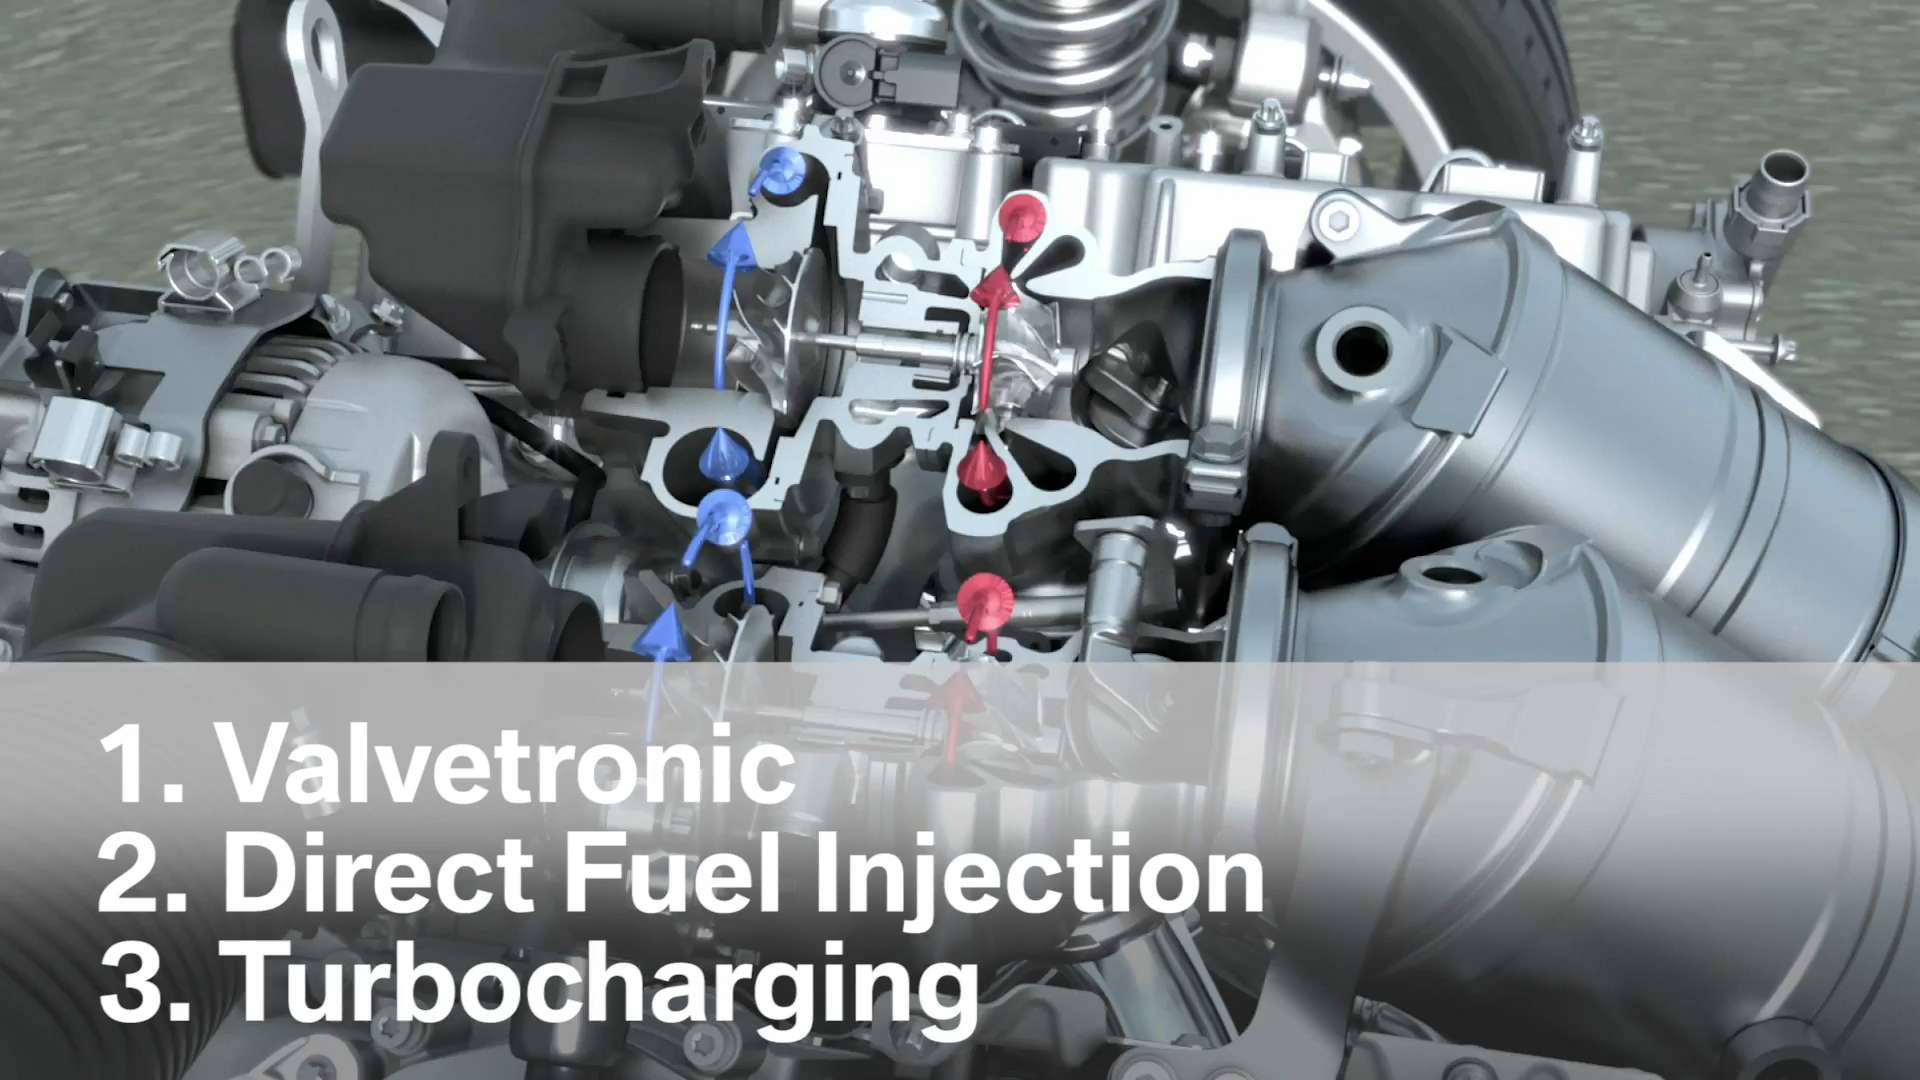 1. Valvetronic
2. Direct Fuel Injection
3. Turbocharging